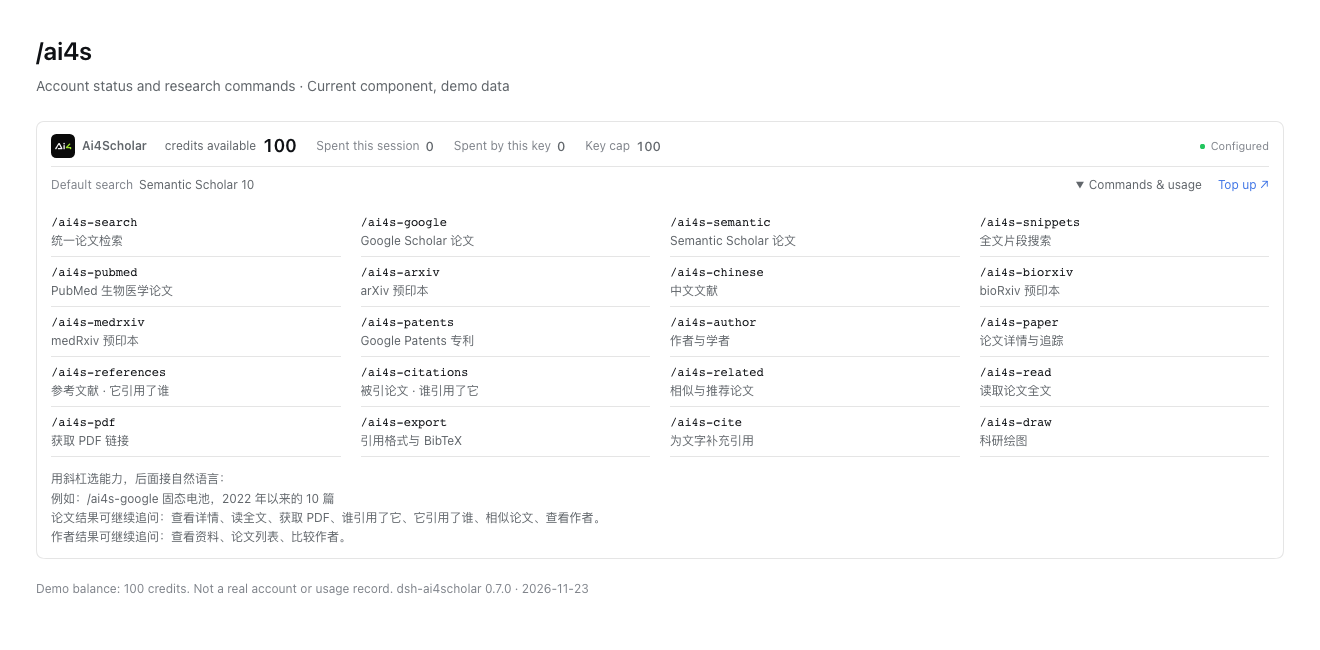 /ai4s
Account status and research commands · Current component, demo data
Ai4 Ai4Scholar credits available 100 Spent this session 0 Spent by this key 0 Key cap 100 Configured
Default search Semantic Scholar 10 ▼ Commands & usage Top up ↗
/ai4s-search /ai4s-google /ai4s-semantic /ai4s-snippets
统一论文检索 Google Scholar 论文 Semantic Scholar 论文 全文片段搜索
/ai4s-pubmed /ai4s-arxiv /ai4s-chinese /ai4s-biorxiv
PubMed 生物医学论文 arXiv 预印本 中文文献 bioRxiv 预印本
/ai4s-medrxiv /ai4s-patents /ai4s-author /ai4s-paper
medRxiv 预印本 Google Patents 专利 作者与学者 论文详情与追踪
/ai4s-references /ai4s-citations /ai4s-related /ai4s-read
参考文献 · 它引用了谁 被引论文 · 谁引用了它 相似与推荐论文 读取论文全文
/ai4s-pdf /ai4s-export /ai4s-cite /ai4s-draw
获取 PDF 链接 引用格式与 BibTeX 为文字补充引用 科研绘图
用斜杠选能力，后面接自然语言：
例如：/ai4s-google 固态电池，2022 年以来的 10 篇
论文结果可继续追问：查看详情、读全文、获取 PDF、谁引用了它、它引用了谁、相似论文、查看作者。
作者结果可继续追问：查看资料、论文列表、比较作者。
Demo balance: 100 credits. Not a real account or usage record. dsh-ai4scholar 0.7.0 · 2026-11-23